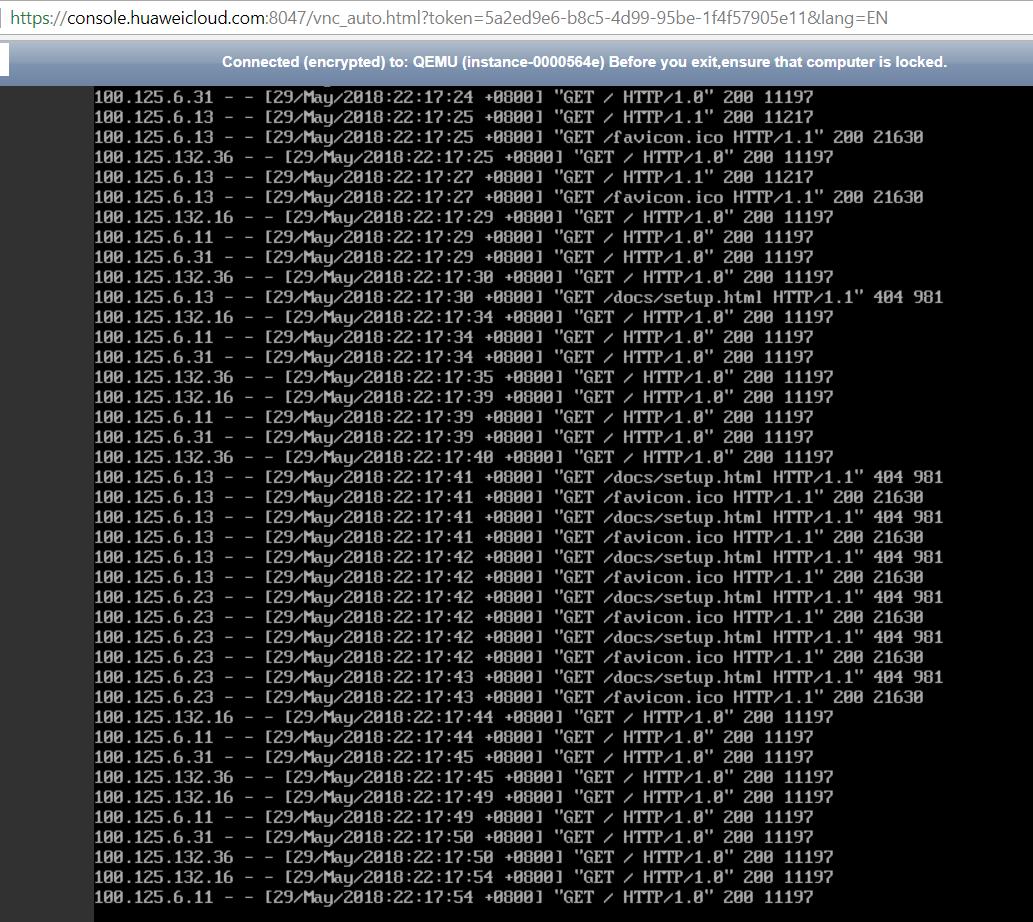 https://console.huaweicloud.com:8047/vnc_auto.html?token=5a2ed9e6-b8c5-4d99-95be-1f4f57905e11&lang=EN
Connected (encrypted) to: QEMU (instance-0000564e) Before you exit,ensure that computer is locked.
100.125.6.31 - - [29/May/2018:22:17:24 +0800] "GET / HTTP/1.0" 200 11197
100.125.6.13 - - [29/May/2018:22:17:25 +0800] "GET / HTTP/1.1" 200 11217
100.125.6.13 - - [29/May/2018:22:17:25 +0800] "GET /favicon.ico HTTP/1.1" 200 21630
100.125.132.36 - - [29/May/2018:22:17:25 +0800] "GET / HTTP/1.0" 200 11197
100.125.6.13 - - [29/May/2018:22:17:27 +0800] "GET / HTTP/1.1" 200 11217
100.125.6.13 - - [29/May/2018:22:17:27 +0800] "GET /favicon.ico HTTP/1.1" 200 21630
100.125.132.16 - - [29/May/2018:22:17:29 +0800] "GET / HTTP/1.0" 200 11197
100.125.6.11 - - [29/May/2018:22:17:29 +0800] "GET / HTTP/1.0" 200 11197
100.125.6.31 - - [29/May/2018:22:17:29 +0800] "GET / HTTP/1.0" 200 11197
100.125.132.36 - - [29/May/2018:22:17:30 +0800] "GET / HTTP/1.0" 200 11197
100.125.6.13 - - [29/May/2018:22:17:30 +0800] "GET /docs/setup.html HTTP/1.1" 404 981
100.125.132.16 - - [29/May/2018:22:17:34 +0800] "GET / HTTP/1.0" 200 11197
100.125.6.11 - - [29/May/2018:22:17:34 +0800] "GET / HTTP/1.0" 200 11197
100.125.6.31 - - [29/May/2018:22:17:34 +0800] "GET / HTTP/1.0" 200 11197
100.125.132.36 - - [29/May/2018:22:17:35 +0800] "GET / HTTP/1.0" 200 11197
100.125.132.16 - - [29/May/2018:22:17:39 +0800] "GET / HTTP/1.0" 200 11197
100.125.6.11 - - [29/May/2018:22:17:39 +0800] "GET / HTTP/1.0" 200 11197
100.125.6.31 - - [29/May/2018:22:17:39 +0800] "GET / HTTP/1.0" 200 11197
100.125.132.36 - - [29/May/2018:22:17:40 +0800] "GET / HTTP/1.0" 200 11197
100.125.6.13 - - [29/May/2018:22:17:41 +0800] "GET /docs/setup.html HTTP/1.1" 404 981
100.125.6.13 - - [29/May/2018:22:17:41 +0800] "GET /favicon.ico HTTP/1.1" 200 21630
100.125.6.13 - - [29/May/2018:22:17:41 +0800] "GET /docs/setup.html HTTP/1.1" 404 981
100.125.6.13 - - [29/May/2018:22:17:41 +0800] "GET /favicon.ico HTTP/1.1" 200 21630
100.125.6.13 - - [29/May/2018:22:17:42 +0800] "GET /docs/setup.html HTTP/1.1" 404 981
100.125.6.13 - - [29/May/2018:22:17:42 +0800] "GET /favicon.ico HTTP/1.1" 200 21630
100.125.6.23 - - [29/May/2018:22:17:42 +0800] "GET /docs/setup.html HTTP/1.1" 404 981
100.125.6.23 - - [29/May/2018:22:17:42 +0800] "GET /favicon.ico HTTP/1.1" 200 21630
100.125.6.23 - - [29/May/2018:22:17:42 +0800] "GET /docs/setup.html HTTP/1.1" 404 981
100.125.6.23 - - [29/May/2018:22:17:42 +0800] "GET /favicon.ico HTTP/1.1" 200 21630
100.125.6.23 - - [29/May/2018:22:17:43 +0800] "GET /docs/setup.html HTTP/1.1" 404 981
100.125.6.23 - - [29/May/2018:22:17:43 +0800] "GET /favicon.ico HTTP/1.1" 200 21630
100.125.132.16 - - [29/May/2018:22:17:44 +0800] "GET / HTTP/1.0" 200 11197
100.125.6.11 - - [29/May/2018:22:17:44 +0800] "GET / HTTP/1.0" 200 11197
100.125.6.31 - - [29/May/2018:22:17:45 +0800] "GET / HTTP/1.0" 200 11197
100.125.132.36 - - [29/May/2018:22:17:45 +0800] "GET / HTTP/1.0" 200 11197
100.125.132.16 - - [29/May/2018:22:17:49 +0800] "GET / HTTP/1.0" 200 11197
100.125.6.11 - - [29/May/2018:22:17:49 +0800] "GET / HTTP/1.0" 200 11197
100.125.6.31 - - [29/May/2018:22:17:50 +0800] "GET / HTTP/1.0" 200 11197
100.125.132.36 - - [29/May/2018:22:17:50 +0800] "GET / HTTP/1.0" 200 11197
100.125.132.16 - - [29/May/2018:22:17:54 +0800] "GET / HTTP/1.0" 200 11197
100.125.6.11 - - [29/May/2018:22:17:54 +0800] "GET / HTTP/1.0" 200 11197